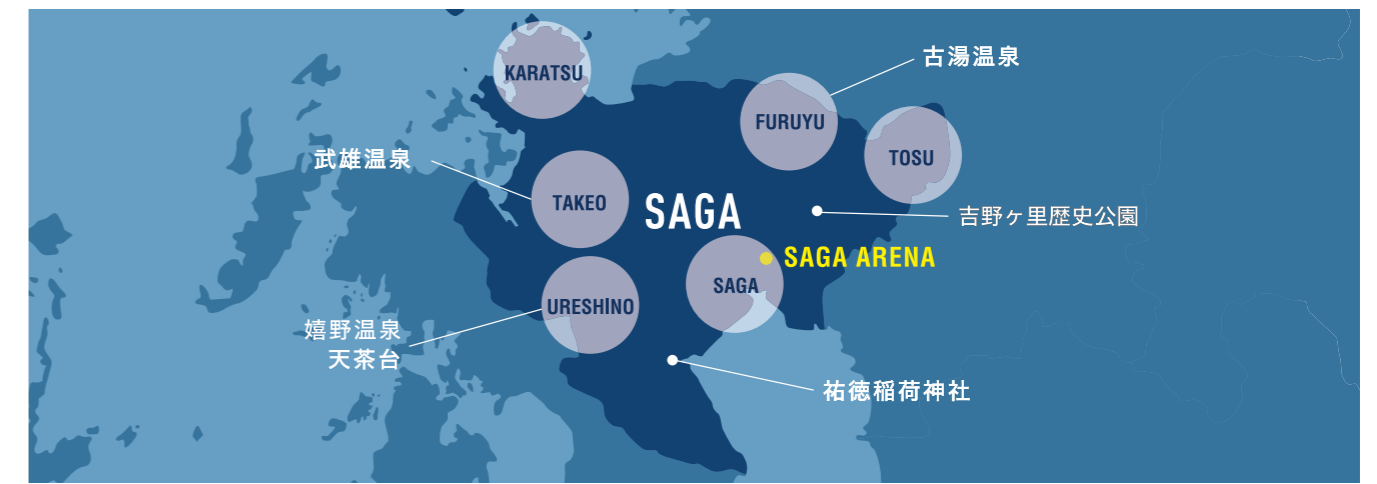 古湯温泉
KARATSU
FURUYU
TOSU
武雄温泉
TAKEO
SAGA
吉野ヶ里歴史公園
SAGA ARENA
SAGA
URESHINO
嬉野温泉
天茶台
祐徳稲荷神社